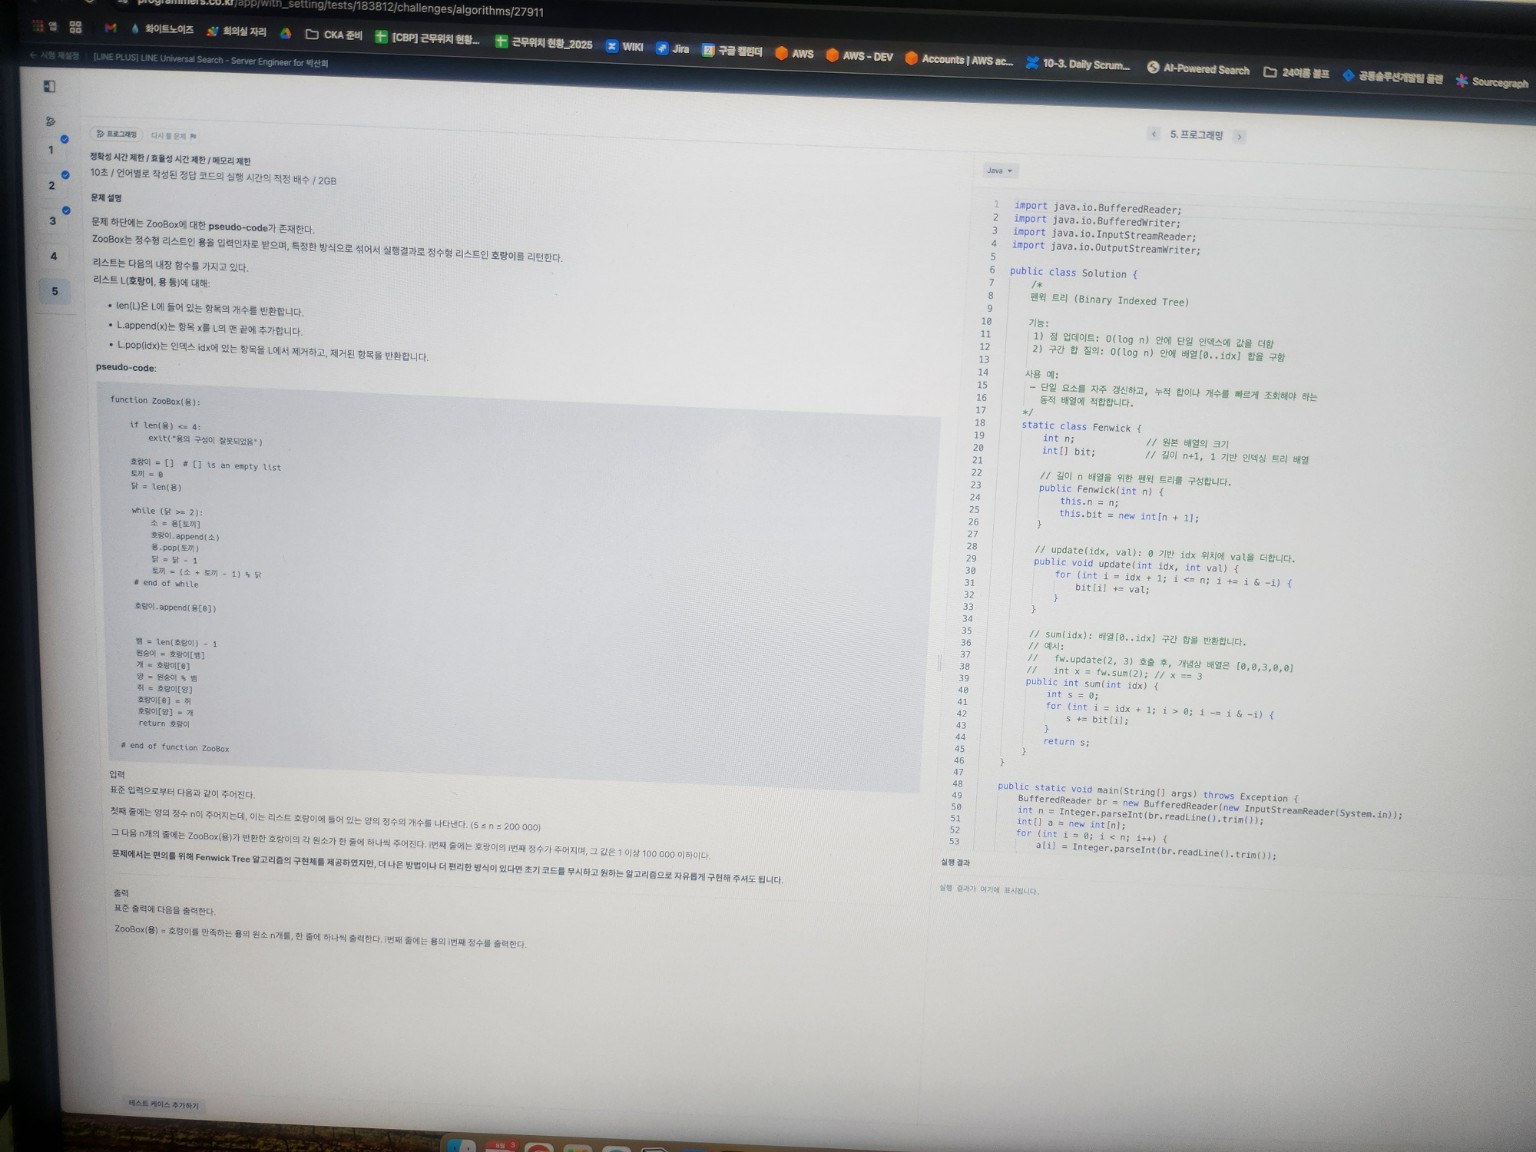 programmers.co.kr/app/with_setting/tests/183812/challenges/algorithms/27911
앱 화이트노이즈 회의실 자리 CKA 준비 [CBP] 근무위치 현황... 근무위치 현황_2025 WIKI Jira 구글 캘린더 AWS AWS - DEV Accounts | AWS ac... 10-3. Daily Scrum... AI-Powered Search 24여름 볼프 공통솔루션개발팀 플랜 Sourcegraph
[LINE PLUS] LINE Universal Search - Server Engineer for 박산희
프로그래밍 다시 풀 문제
1
2
3
4
5
정확성 시간 제한 / 효율성 시간 제한 / 메모리 제한
10초 / 언어별로 작성된 정답 코드의 실행 시간의 적정 배수 / 2GB
문제 설명
문제 하단에는 ZooBox에 대한 pseudo-code가 존재한다.
ZooBox는 정수형 리스트인 용을 입력인자로 받으며, 특정한 방식으로 섞어서 실행결과로 정수형 리스트인 호랑이를 리턴한다.
리스트는 다음의 내장 함수를 가지고 있다.
리스트 L(호랑이, 용 등)에 대해:
• len(L)은 L에 들어 있는 항목의 개수를 반환합니다.
• L.append(x)는 항목 x를 L의 맨 끝에 추가합니다.
• L.pop(idx)는 인덱스 idx에 있는 항목을 L에서 제거하고, 제거된 항목을 반환합니다.
pseudo-code:
function ZooBox(용):
if len(용) <= 4:
exit("용의 구성이 잘못되었음")
호랑이 = [] # [] is an empty list
토끼 = 0
닭 = len(용)
while (닭 >= 2):
소 = 용[토끼]
호랑이.append(소)
용.pop(토끼)
닭 = 닭 - 1
토끼 = (소 + 토끼 - 1) % 닭
# end of while
호랑이.append(용[0])
뱀 = len(호랑이) - 1
원숭이 = 호랑이[뱀]
개 = 호랑이[0]
양 = 원숭이 % 뱀
쥐 = 호랑이[양]
호랑이[0] = 쥐
호랑이[양] = 개
return 호랑이
# end of function ZooBox
입력
표준 입력으로부터 다음과 같이 주어진다.
첫째 줄에는 양의 정수 n이 주어지는데, 이는 리스트 호랑이에 들어 있는 양의 정수의 개수를 나타낸다. (5 ≤ n ≤ 200 000)
그 다음 n개의 줄에는 ZooBox(용)가 반환한 호랑이의 각 원소가 한 줄에 하나씩 주어진다. i번째 줄에는 호랑이의 i번째 정수가 주어지며, 그 값은 1 이상 100 000 이하이다.
문제에서는 편의를 위해 Fenwick Tree 알고리즘의 구현체를 제공하였지만, 더 나은 방법이나 더 편리한 방식이 있다면 초기 코드를 부시하고 원하는 알고리즘으로 자유롭게 구현해 주셔도 됩니다.
출력
표준 출력에 다음을 출력한다.
ZooBox(용) = 호랑이를 만족하는 용의 원소 n개를, 한 줄에 하나씩 출력한다. i번째 줄에는 용의 i번째 정수를 출력한다.
테스트 케이스 추가하기
5. 프로그래밍
Java
1 import java.io.BufferedReader;
2 import java.io.BufferedWriter;
3 import java.io.InputStreamReader;
4 import java.io.OutputStreamWriter;
5
6 public class Solution {
7 /*
8 펜윅 트리 (Binary Indexed Tree)
9
10 기능:
11 1) 점 업데이트: O(log n) 안에 단일 인덱스에 값을 더함
12 2) 구간 합 질의: O(log n) 안에 배열[0..idx] 합을 구함
13
14 사용 예:
15 - 단일 요소를 자주 갱신하고, 누적 합이나 개수를 빠르게 조회해야 하는
16 동적 배열에 적합합니다.
17 */
18 static class Fenwick {
19 int n; // 원본 배열의 크기
20 int[] bit; // 길이 n+1, 1 기반 인덱싱 트리 배열
21
22 // 길이 n 배열을 위한 펜윅 트리를 구성합니다.
23 public Fenwick(int n) {
24 this.n = n;
25 this.bit = new int[n + 1];
26 }
27
28 // update(idx, val): 0 기반 idx 위치에 val을 더합니다.
29 public void update(int idx, int val) {
30 for (int i = idx + 1; i <= n; i += i & -i) {
31 bit[i] += val;
32 }
33 }
34
35 // sum(idx): 배열[0..idx] 구간 합을 반환합니다.
36 // 예시:
37 // fw.update(2, 3) 호출 후, 개념상 배열은 [0,0,3,0,0]
38 // int x = fw.sum(2); // x == 3
39 public int sum(int idx) {
40 int s = 0;
41 for (int i = idx + 1; i > 0; i -= i & -i) {
42 s += bit[i];
43 }
44 return s;
45 }
46 }
47
48 public static void main(String[] args) throws Exception {
49 BufferedReader br = new BufferedReader(new InputStreamReader(System.in));
50 int n = Integer.parseInt(br.readLine().trim());
51 int[] a = new int[n];
52 for (int i = 0; i < n; i++) {
53 a[i] = Integer.parseInt(br.readLine().trim());
실행 결과
실행 결과가 여기에 표시됩니다.